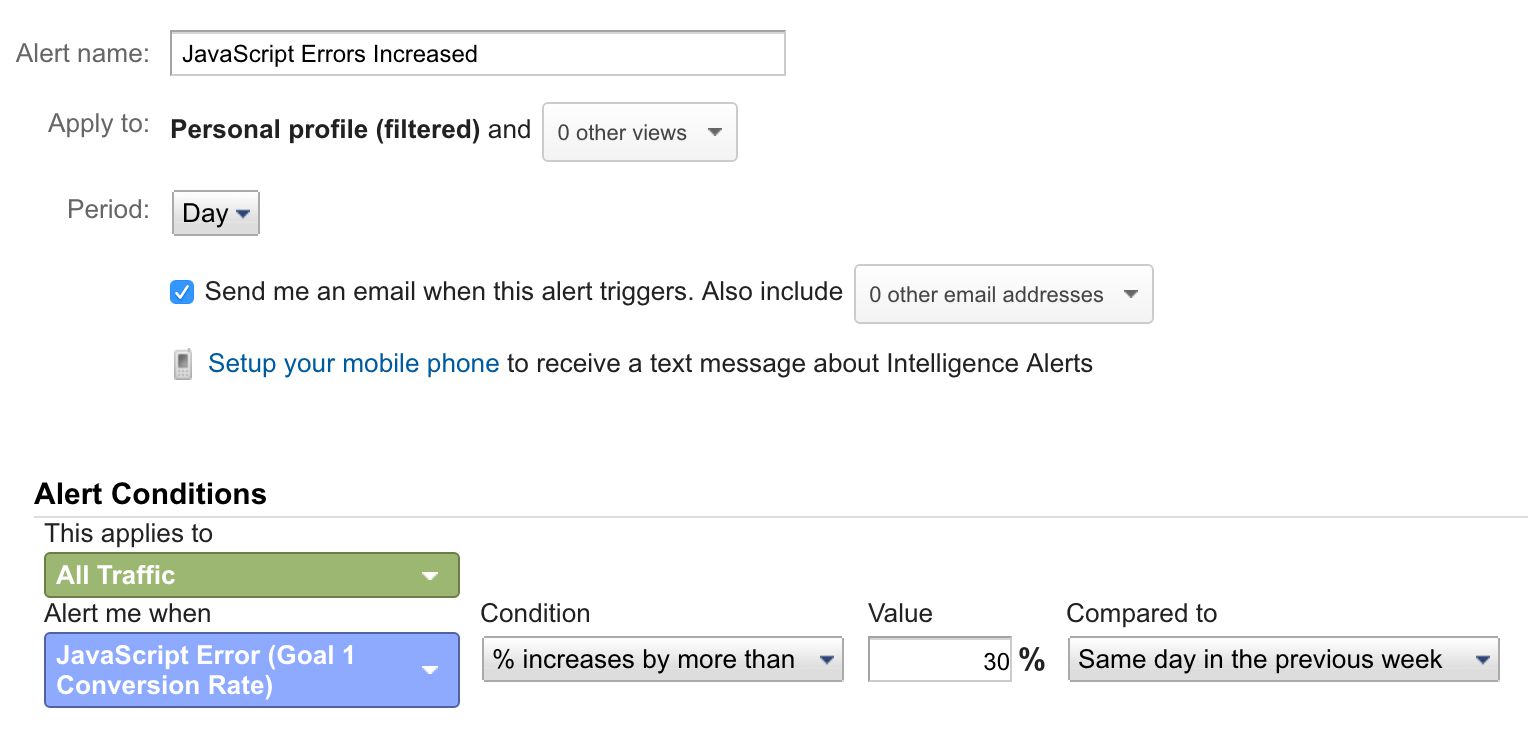 Alert name: JavaScript Errors Increased
Apply to: Personal profile (filtered) and 0 other views
Period: Day
Send me an email when this alert triggers. Also include 0 other email addresses
Setup your mobile phone to receive a text message about Intelligence Alerts
Alert Conditions
This applies to
All Traffic
Alert me when Condition Value Compared to
JavaScript Error (Goal 1
Conversion Rate) % increases by more than 30 % Same day in the previous week